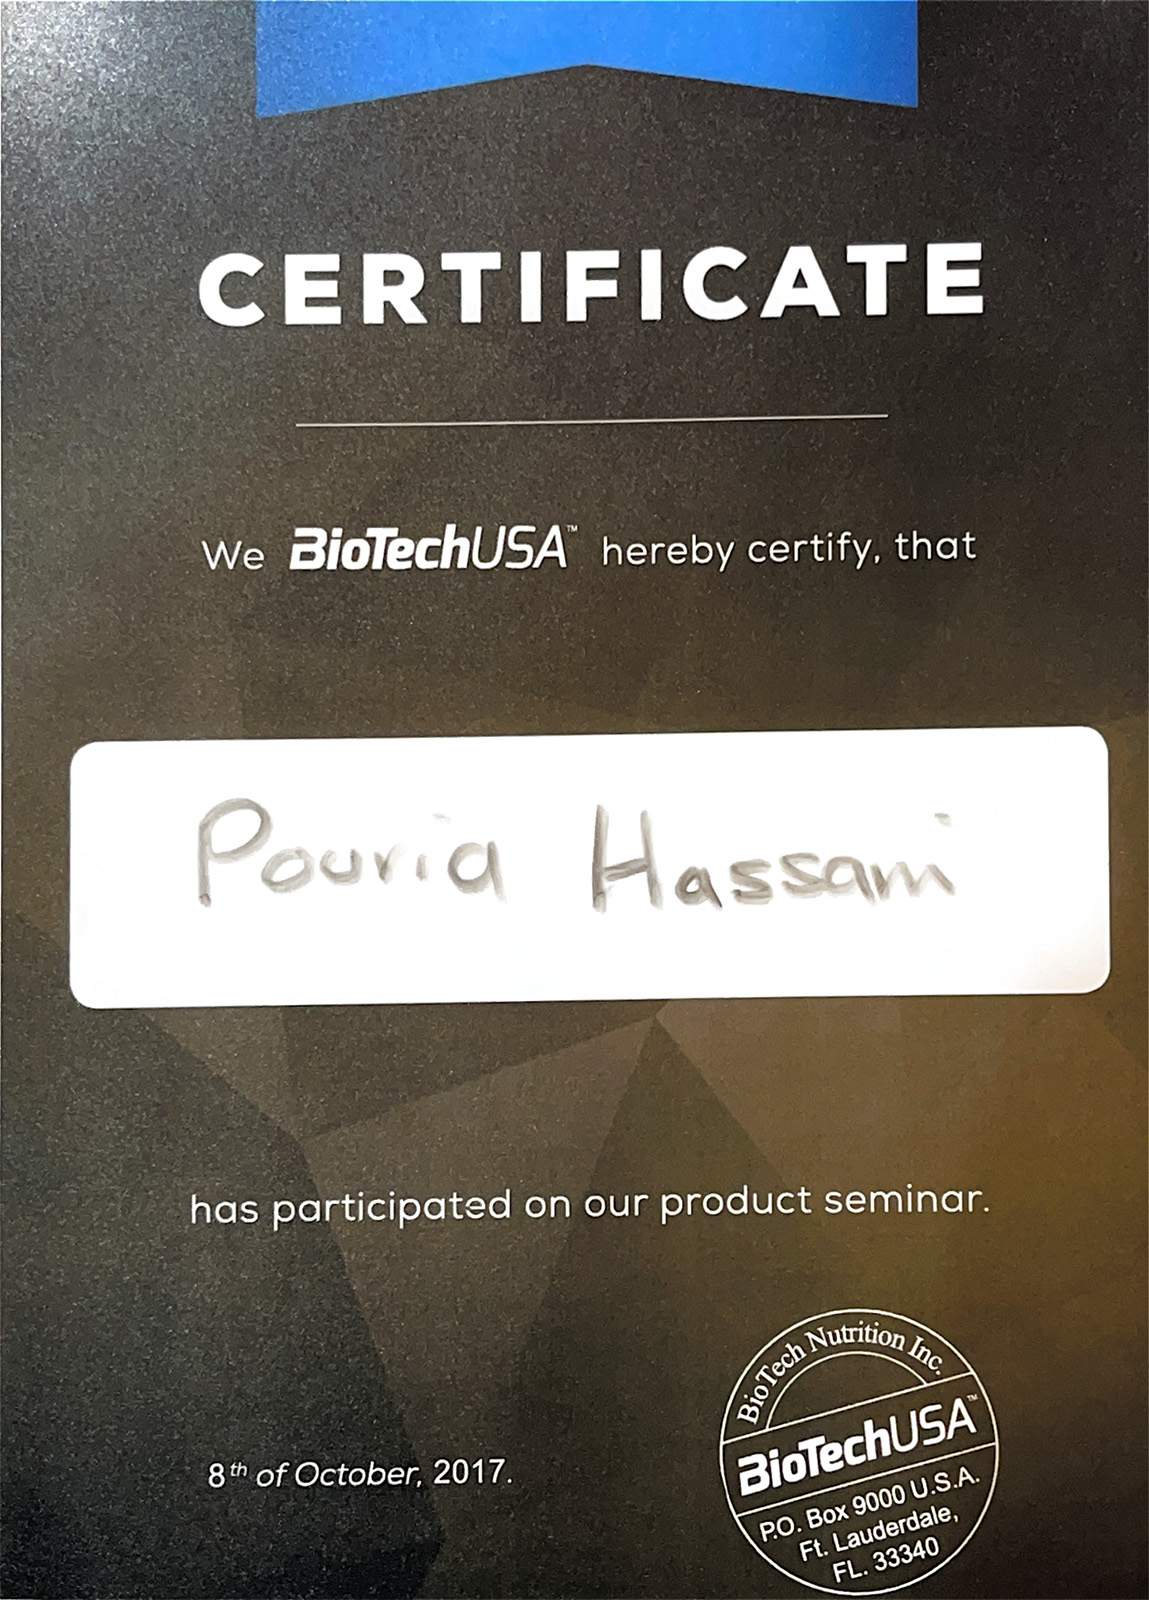 CERTIFICATE
We BioTechUSA™ hereby certify, that
Pouria Hassani
has participated on our product seminar.
8th of October, 2017.
BioTech Nutrition Inc.
BioTechUSA™
P.O. Box 9000 U.S.A.
Ft. Lauderdale,
FL. 33340